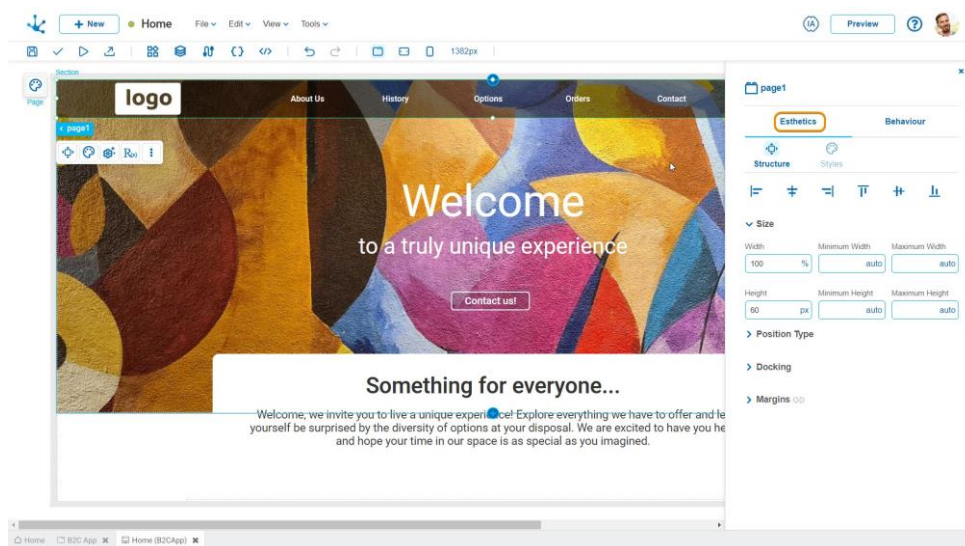 + New
Home
File
Edit
View
Tools
IA
Preview
?
1382px
Section
Page
logo
About Us
History
Options
Orders
Contact
page1
R(x)
Welcome
to a truly unique experience
Contact us!
Something for everyone...
Welcome, we invite you to live a unique experience! Explore everything we have to offer and le
yourself be surprised by the diversity of options at your disposal. We are excited to have you he
and hope your time in our space is as special as you imagined.
page1
Esthetics
Behaviour
Structure
Styles
Size
Width
Minimum Width
Maximum Width
100 %
auto
auto
Height
Minimum Height
Maximum Height
60 px
auto
auto
Position Type
Docking
Margins
Home
B2C App
Home (B2CApp)